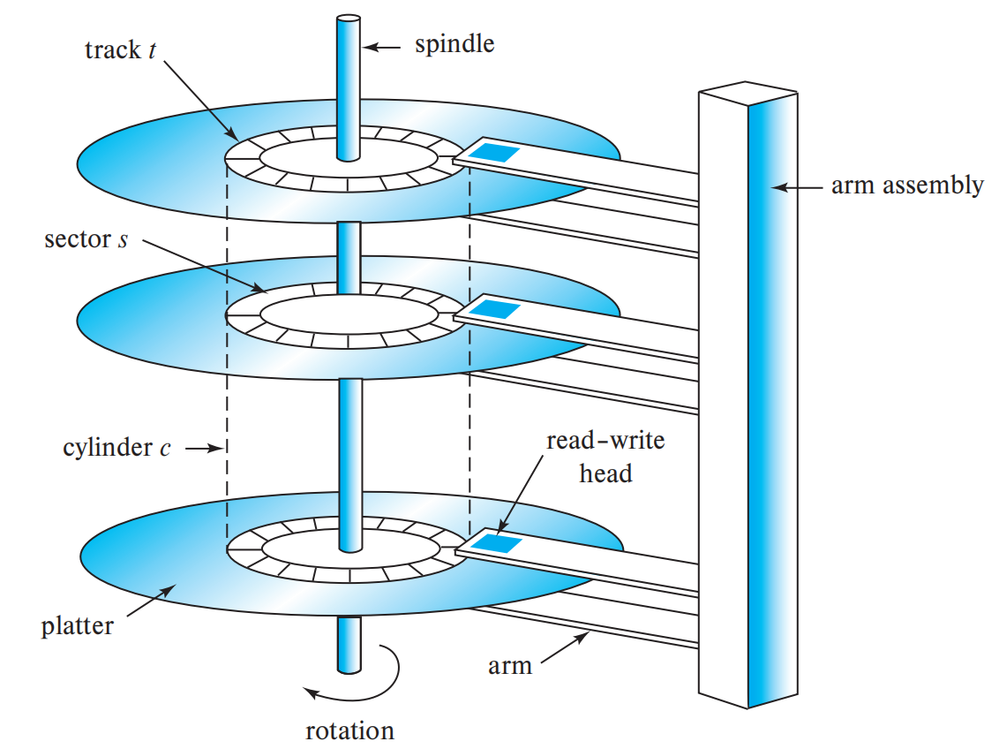 track t
spindle
arm assembly
sector s
cylinder c
read-write
head
platter
arm
rotation